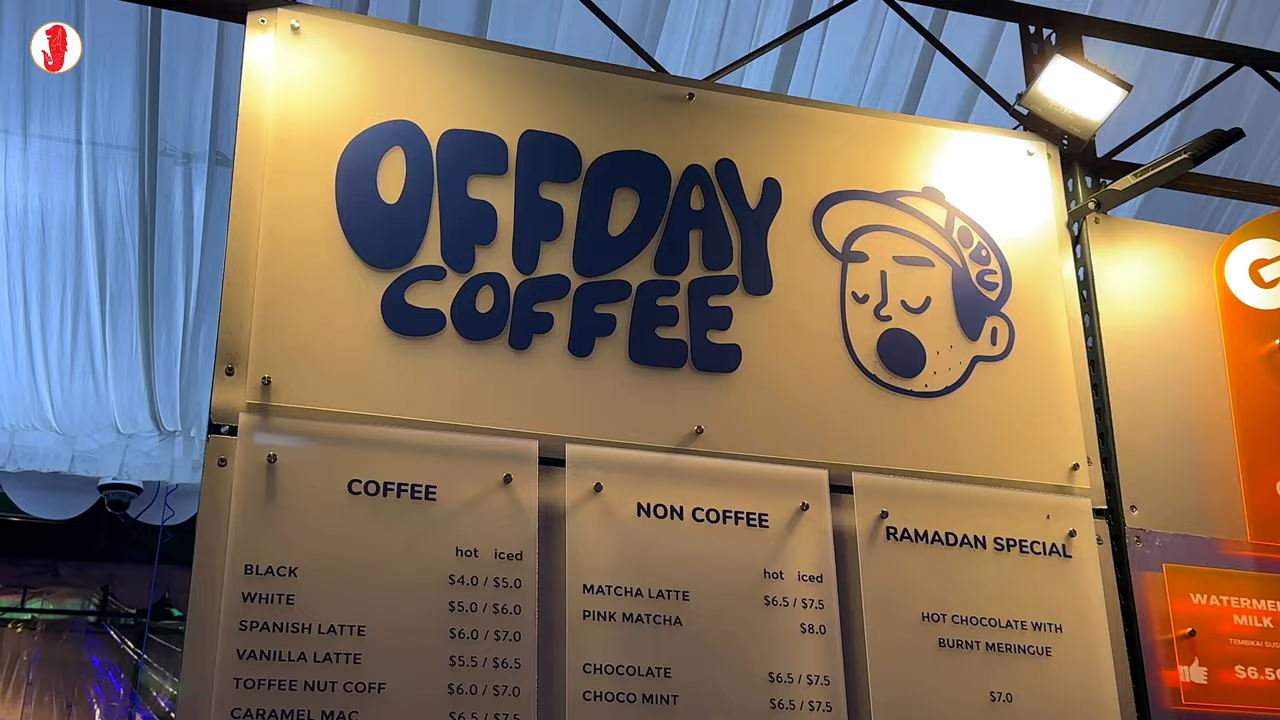 OFFDAY
COFFEE
ODC
COFFEE
hot iced
BLACK $4.0 / $5.0
WHITE $5.0 / $6.0
SPANISH LATTE $6.0 / $7.0
VANILLA LATTE $5.5 / $6.5
TOFFEE NUT COFF $6.0 / $7.0
CARAMEL MAC $6.5 / $7.5
NON COFFEE
hot iced
MATCHA LATTE $6.5 / $7.5
PINK MATCHA $8.0
CHOCOLATE $6.5 / $7.5
CHOCO MINT $6.5 / $7.5
RAMADAN SPECIAL
HOT CHOCOLATE WITH
BURNT MERINGUE
$7.0
MILK
TEMBIKAI